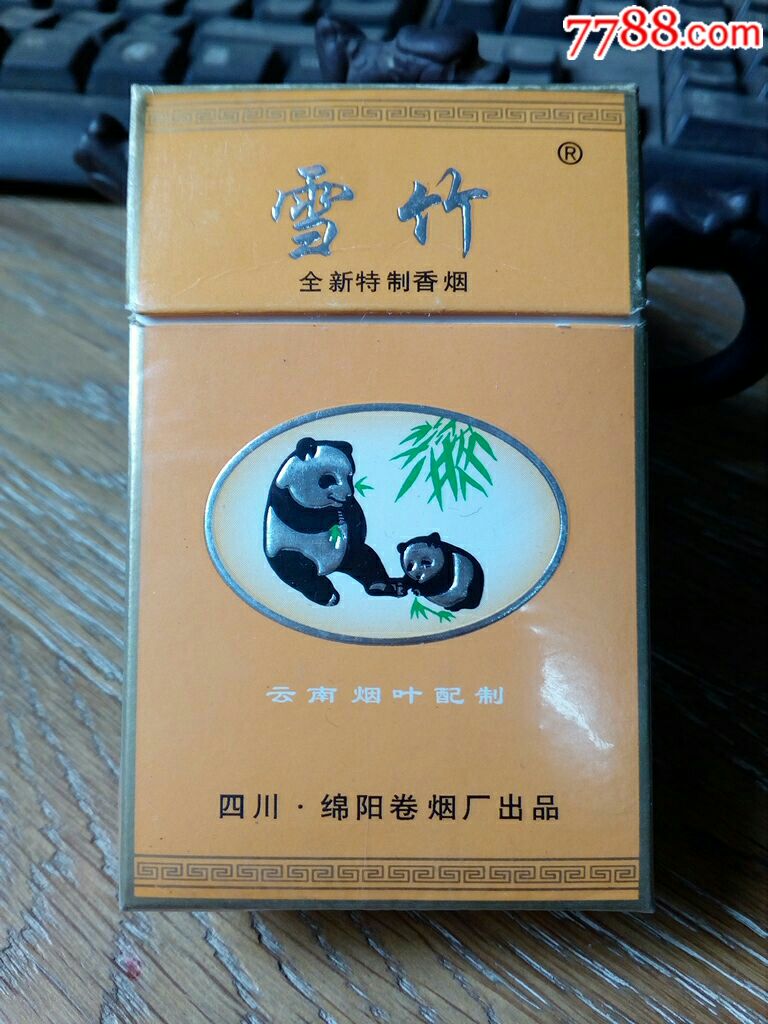 7788.com
雪竹
®
全新特制香烟
云南烟叶配制
四川·绵阳卷烟厂出品